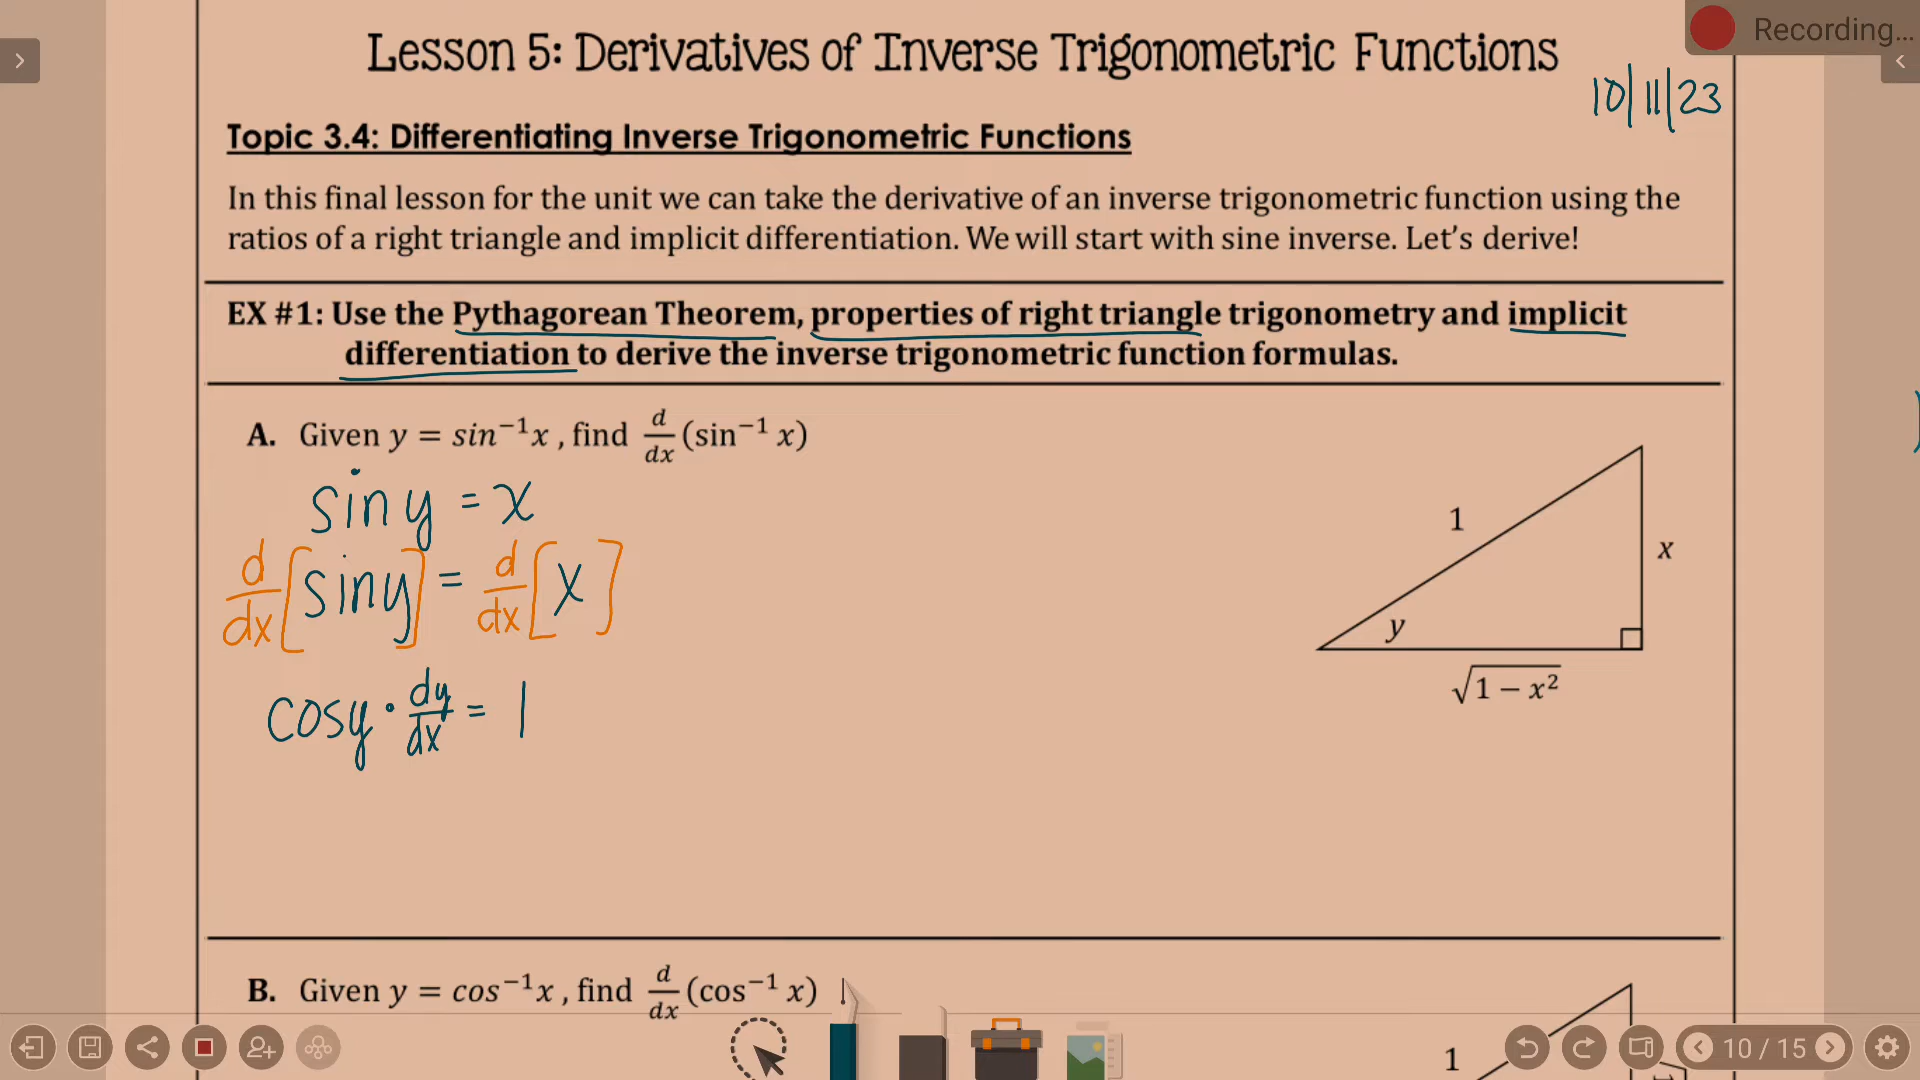 Recording...
Lesson 5: Derivatives of Inverse Trigonometric Functions
10/11/23
Topic 3.4: Differentiating Inverse Trigonometric Functions
In this final lesson for the unit we can take the derivative of an inverse trigonometric function using the
ratios of a right triangle and implicit differentiation. We will start with sine inverse. Let's derive!
EX #1: Use the Pythagorean Theorem, properties of right triangle trigonometry and implicit
differentiation to derive the inverse trigonometric function formulas.
A. Given y = sin⁻¹x , find d/dx (sin⁻¹ x)
sin y = x
d/dx [sin y] = d/dx [x]
cos y · dy/dx = 1
1
x
y
√(1 − x²)
B. Given y = cos⁻¹x , find d/dx (cos⁻¹ x)
1
10 / 15